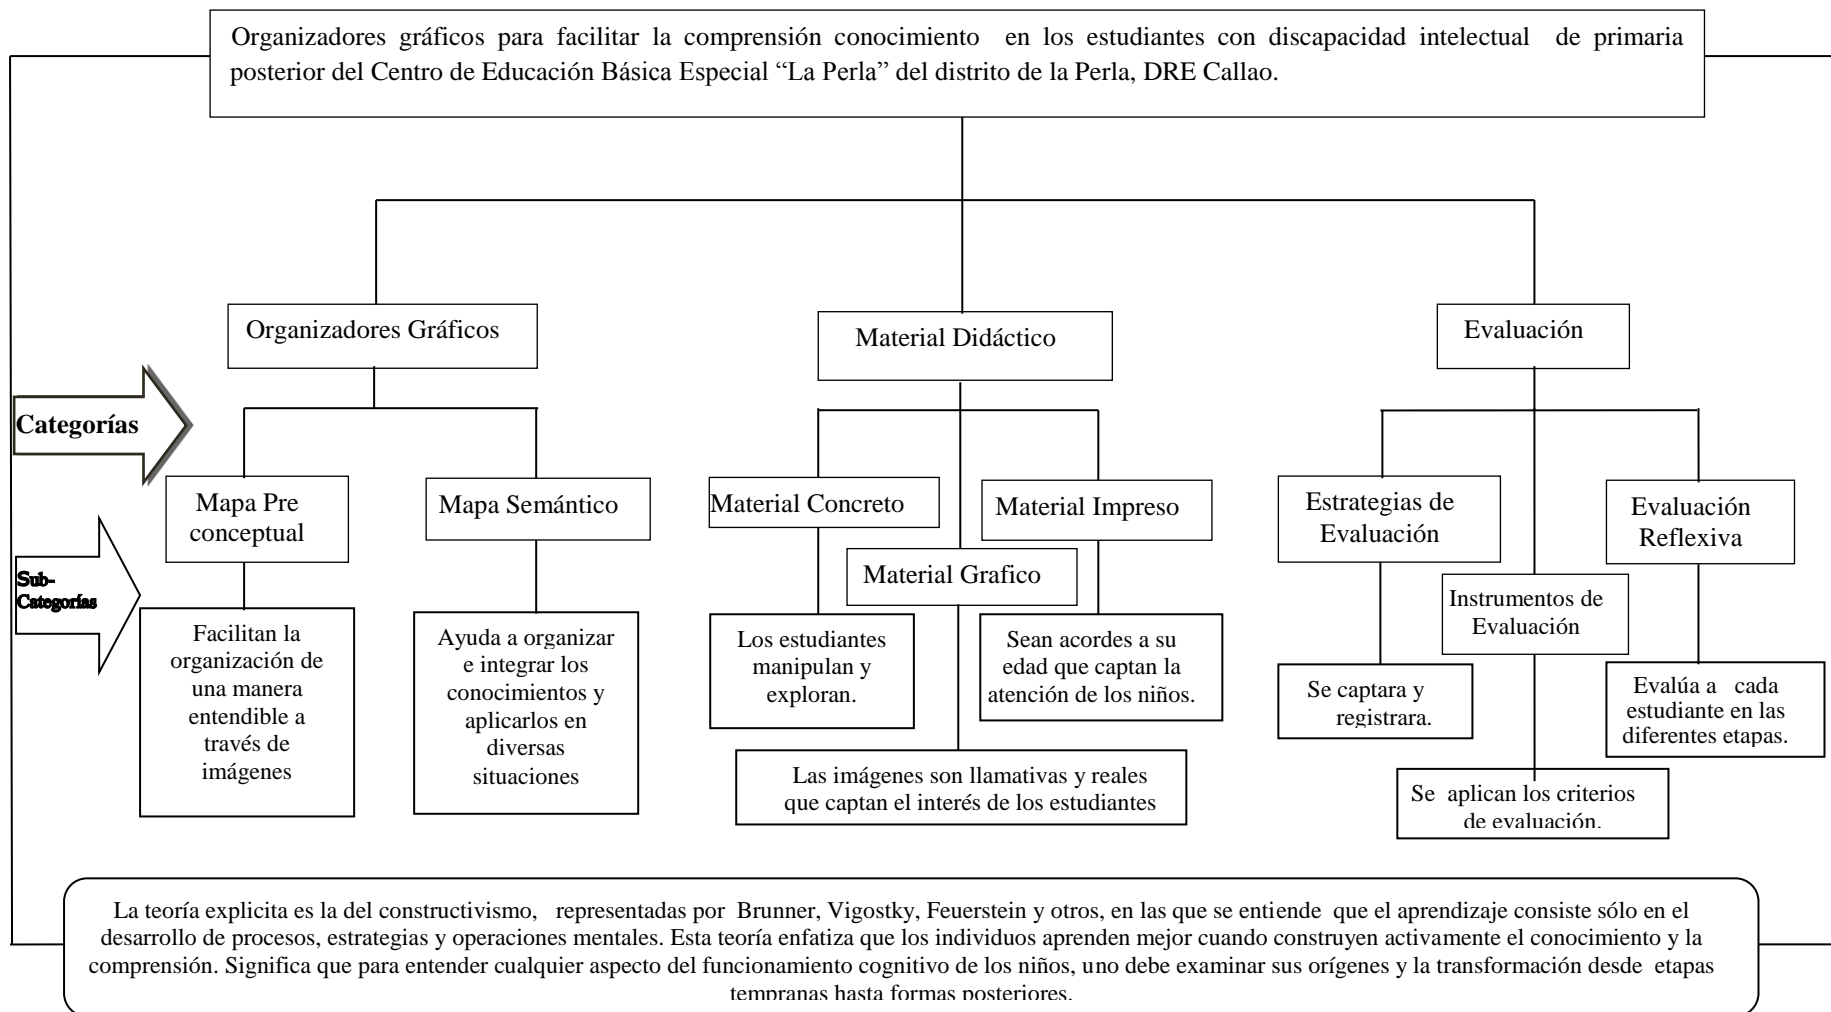 Organizadores gráficos para facilitar la comprensión conocimiento en los estudiantes con discapacidad intelectual de primaria
posterior del Centro de Educación Básica Especial “La Perla” del distrito de la Perla, DRE Callao.
Organizadores Gráficos
Material Didáctico
Evaluación
Categorías
Mapa Pre
conceptual
Mapa Semántico
Material Concreto
Material Impreso
Material Grafico
Estrategias de
Evaluación
Evaluación
Reflexiva
Instrumentos de
Evaluación
Sub-
Categorías
Facilitan la
organización de
una manera
entendible a
través de
imágenes
Ayuda a organizar
e integrar los
conocimientos y
aplicarlos en
diversas
situaciones
Los estudiantes
manipulan y
exploran.
Sean acordes a su
edad que captan la
atención de los niños.
Las imágenes son llamativas y reales
que captan el interés de los estudiantes
Se captara y
registrara.
Evalúa a cada
estudiante en las
diferentes etapas.
Se aplican los criterios
de evaluación.
La teoría explicita es la del constructivismo, representadas por Brunner, Vigostky, Feuerstein y otros, en las que se entiende que el aprendizaje consiste sólo en el
desarrollo de procesos, estrategias y operaciones mentales. Esta teoría enfatiza que los individuos aprenden mejor cuando construyen activamente el conocimiento y la
comprensión. Significa que para entender cualquier aspecto del funcionamiento cognitivo de los niños, uno debe examinar sus orígenes y la transformación desde etapas
tempranas hasta formas posteriores.